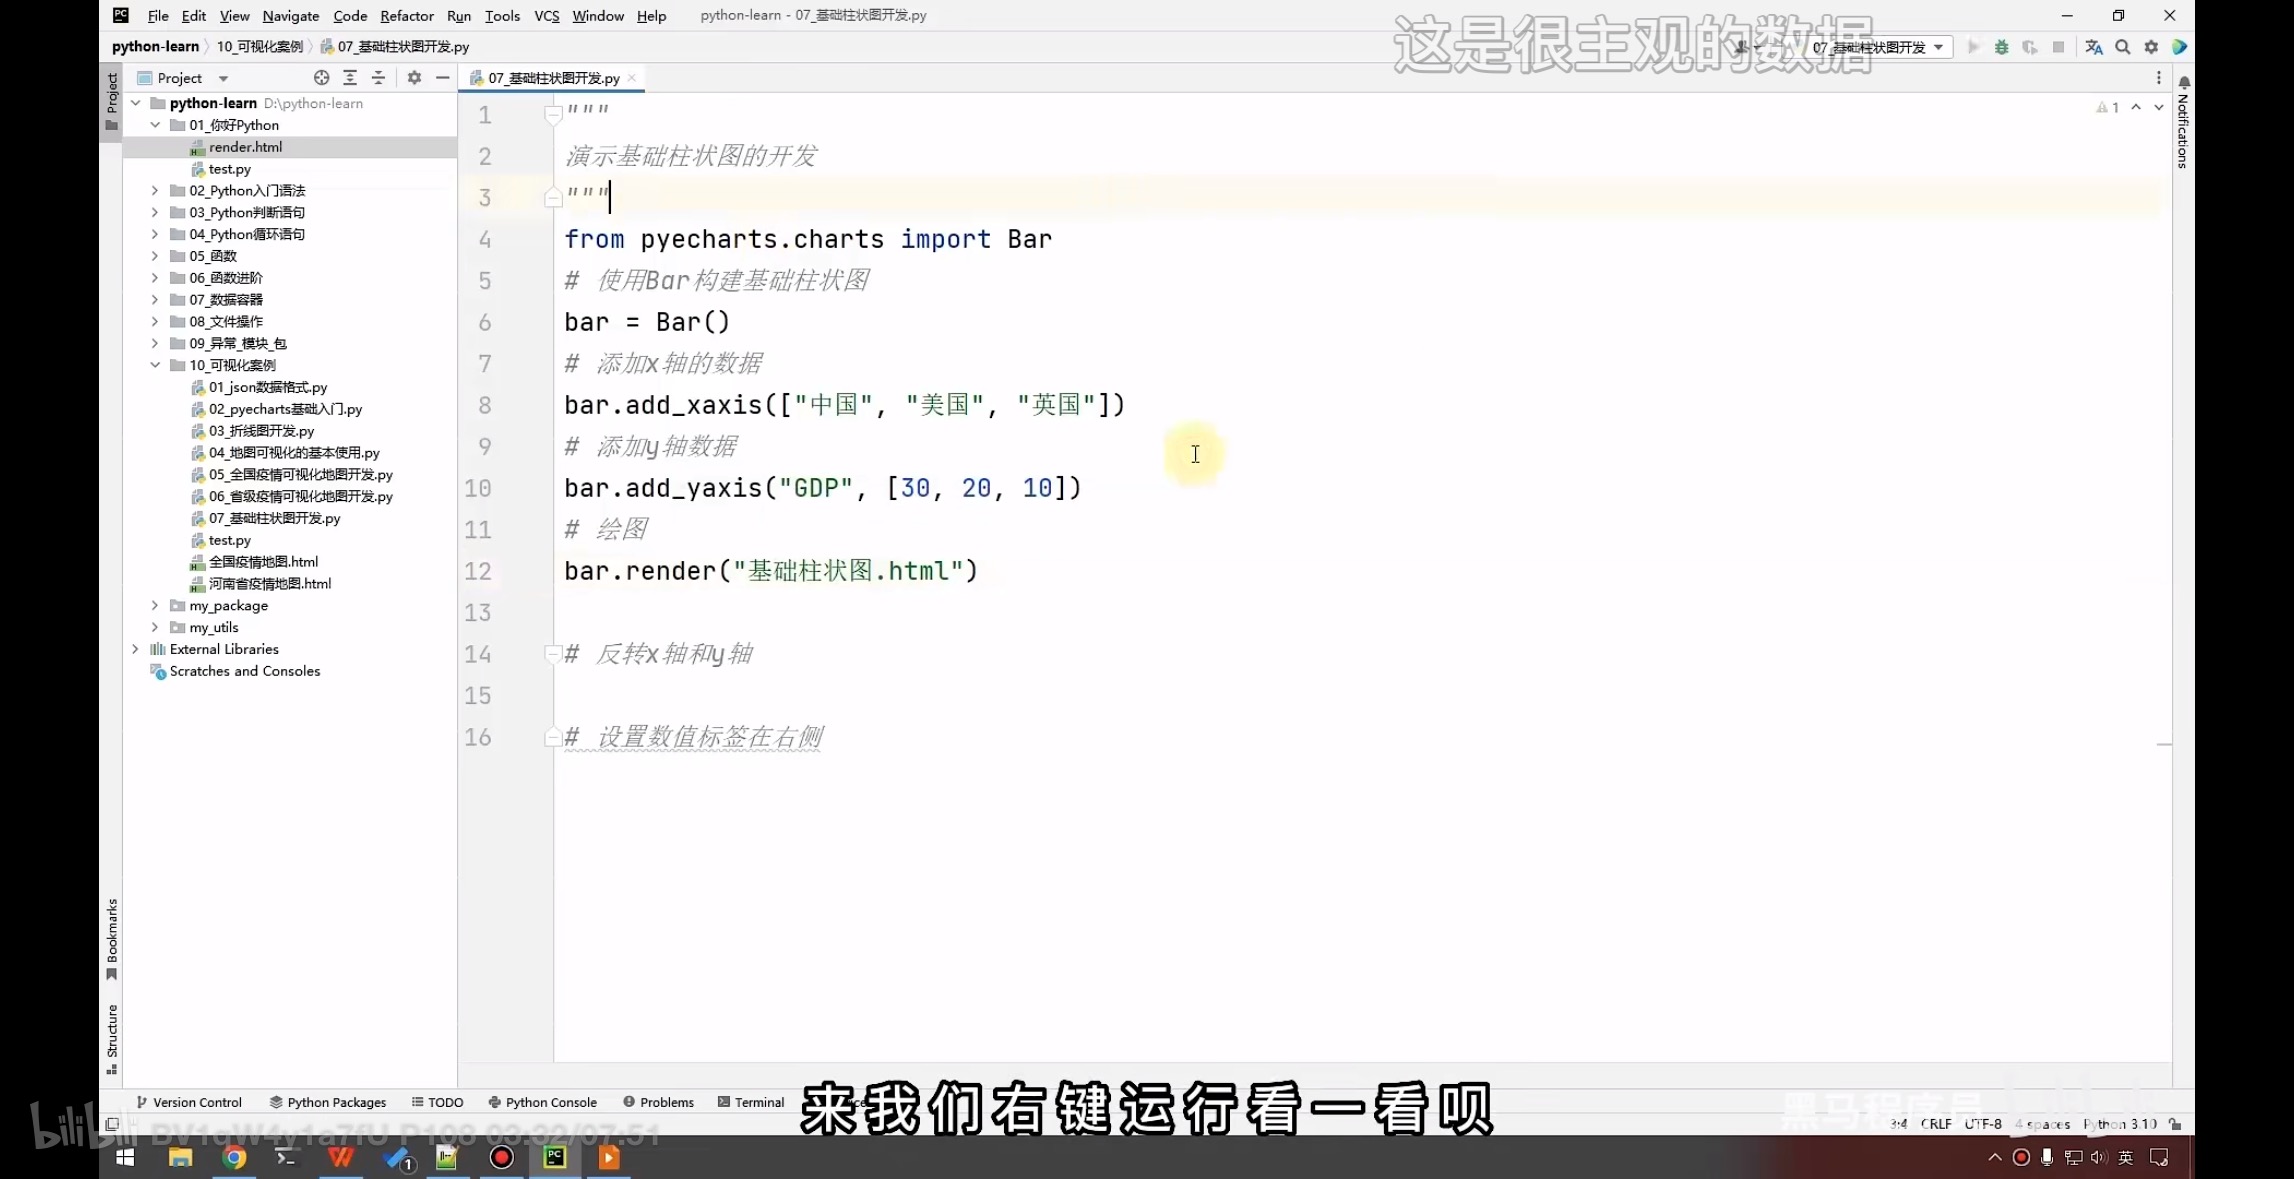 File Edit View Navigate Code Refactor Run Tools VCS Window Help python-learn - 07_基础柱状图开发.py
这是很主观的数据
python-learn 10_可视化案例 07_基础柱状图开发.py
07_基础柱状图开发
Project
07_基础柱状图开发.py
Project
Notifications
python-learn D:\python-learn
01_你好Python
render.html
test.py
02_Python入门语法
03_Python判断语句
04_Python循环语句
05_函数
06_函数进阶
07_数据容器
08_文件操作
09_异常_模块_包
10_可视化案例
01_json数据格式.py
02_pyecharts基础入门.py
03_折线图开发.py
04_地图可视化的基本使用.py
05_全国疫情可视化地图开发.py
06_省级疫情可视化地图开发.py
07_基础柱状图开发.py
test.py
全国疫情地图.html
河南省疫情地图.html
my_package
my_utils
External Libraries
Scratches and Consoles
1
1 """
2 演示基础柱状图的开发
3 """
4 from pyecharts.charts import Bar
5 # 使用Bar构建基础柱状图
6 bar = Bar()
7 # 添加x轴的数据
8 bar.add_xaxis(["中国", "美国", "英国"])
9 # 添加y轴数据
10 bar.add_yaxis("GDP", [30, 20, 10])
11 # 绘图
12 bar.render("基础柱状图.html")
13
14 # 反转x轴和y轴
15
16 # 设置数值标签在右侧
Bookmarks
Structure
Version Control Python Packages TODO Python Console Problems Terminal
来我们右键运行看一看呗
黑马程序员
bilibili BV1qW4y1a7fU P108 03:32/07:51
3:4 CRLF UTF-8 4 spaces Python 3.10
1
英